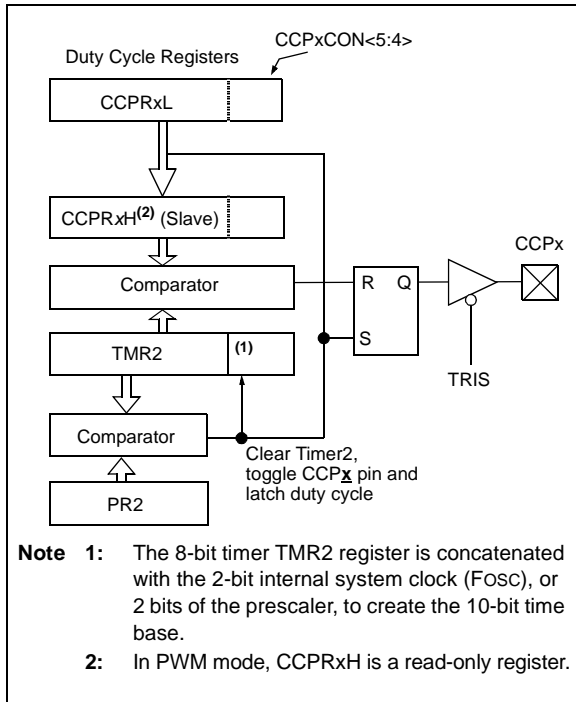 CCPxCON<5:4>
Duty Cycle Registers
CCPRxL
CCPRxH(2) (Slave)
CCPx
Comparator
R Q
S
TMR2 (1)
TRIS
Comparator
Clear Timer2,
toggle CCPx pin and
latch duty cycle
PR2
Note 1: The 8-bit timer TMR2 register is concatenated
with the 2-bit internal system clock (FOSC), or
2 bits of the prescaler, to create the 10-bit time
base.
2: In PWM mode, CCPRxH is a read-only register.